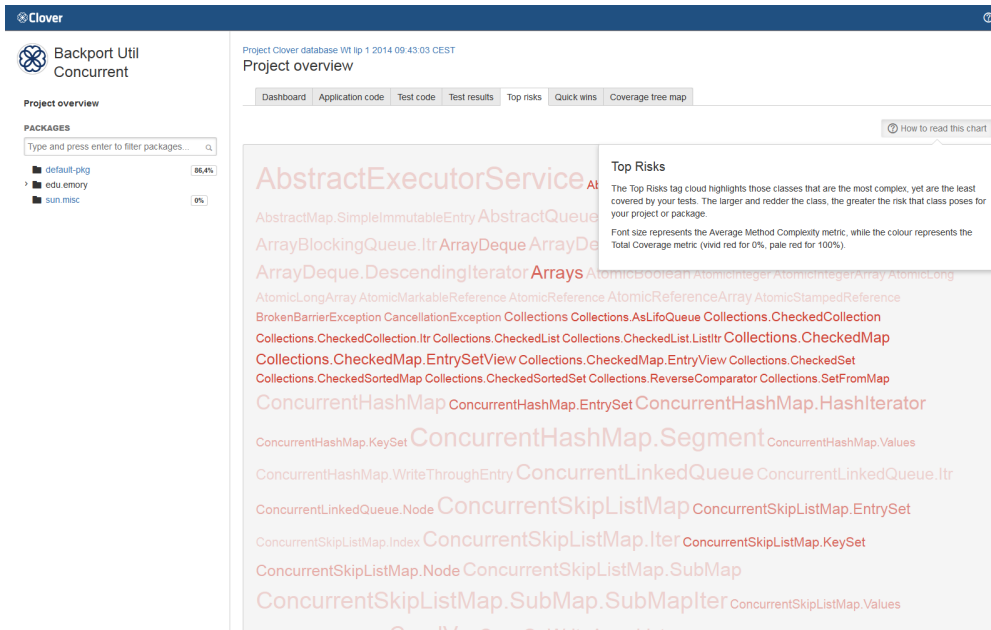 Clover
Backport Util
Concurrent
Project overview
PACKAGES
Type and press enter to filter packages...
default-pkg 86,4%
edu.emory
sun.misc 0%
Project Clover database Wt lip 1 2014 09:43:03 CEST
Project overview
Dashboard Application code Test code Test results Top risks Quick wins Coverage tree map
How to read this chart
Top Risks
The Top Risks tag cloud highlights those classes that are the most complex, yet are the least
covered by your tests. The larger and redder the class, the greater the risk that class poses for
your project or package.
Font size represents the Average Method Complexity metric, while the colour represents the
Total Coverage metric (vivid red for 0%, pale red for 100%).
AbstractExecutorService
AbstractMap.SimpleImmutableEntry AbstractQueue
ArrayBlockingQueue.Itr ArrayDeque ArrayDe
ArrayDeque.DescendingIterator Arrays AtomicBoolean AtomicInteger AtomicIntegerArray AtomicLong
AtomicLongArray AtomicMarkableReference AtomicReference AtomicReferenceArray AtomicStampedReference
BrokenBarrierException CancellationException Collections Collections.AsLifoQueue Collections.CheckedCollection
Collections.CheckedCollection.Itr Collections.CheckedList Collections.CheckedList.ListItr Collections.CheckedMap
Collections.CheckedMap.EntrySetView Collections.CheckedMap.EntryView Collections.CheckedSet
Collections.CheckedSortedMap Collections.CheckedSortedSet Collections.ReverseComparator Collections.SetFromMap
ConcurrentHashMap ConcurrentHashMap.EntrySet ConcurrentHashMap.HashIterator
ConcurrentHashMap.KeySet ConcurrentHashMap.Segment ConcurrentHashMap.Values
ConcurrentHashMap.WriteThroughEntry ConcurrentLinkedQueue ConcurrentLinkedQueue.Itr
ConcurrentLinkedQueue.Node ConcurrentSkipListMap ConcurrentSkipListMap.EntrySet
ConcurrentSkipListMap.Index ConcurrentSkipListMap.Iter ConcurrentSkipListMap.KeySet
ConcurrentSkipListMap.Node ConcurrentSkipListMap.SubMap
ConcurrentSkipListMap.SubMap.SubMapIter ConcurrentSkipListMap.Values